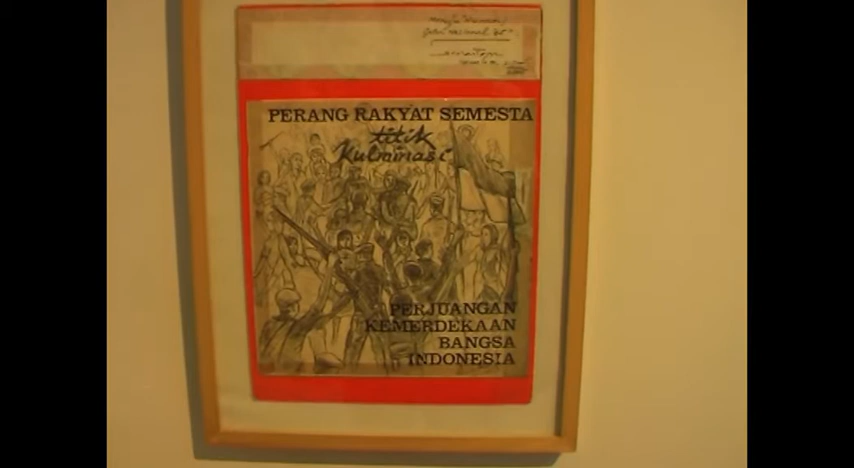 PERANG RAKYAT SEMESTA
titik
Kulminasi
PERJUANGAN
KEMERDEKAAN
BANGSA
INDONESIA